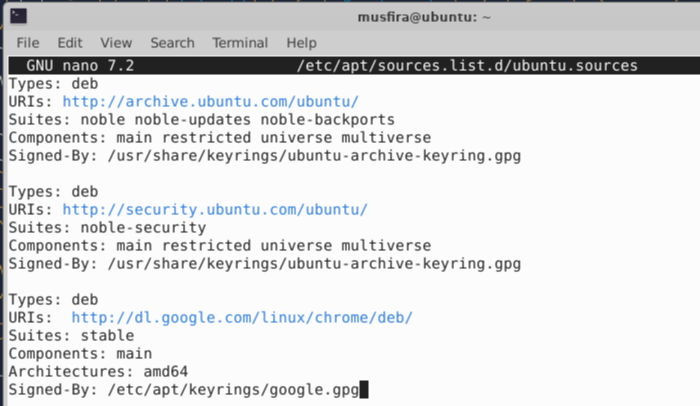 musfira@ubuntu: ~
File Edit View Search Terminal Help
GNU nano 7.2 /etc/apt/sources.list.d/ubuntu.sources
Types: deb
URIs: http://archive.ubuntu.com/ubuntu/
Suites: noble noble-updates noble-backports
Components: main restricted universe multiverse
Signed-By: /usr/share/keyrings/ubuntu-archive-keyring.gpg
Types: deb
URIs: http://security.ubuntu.com/ubuntu/
Suites: noble-security
Components: main restricted universe multiverse
Signed-By: /usr/share/keyrings/ubuntu-archive-keyring.gpg
Types: deb
URIs:  http://dl.google.com/linux/chrome/deb/
Suites: stable
Components: main
Architectures: amd64
Signed-By: /etc/apt/keyrings/google.gpg